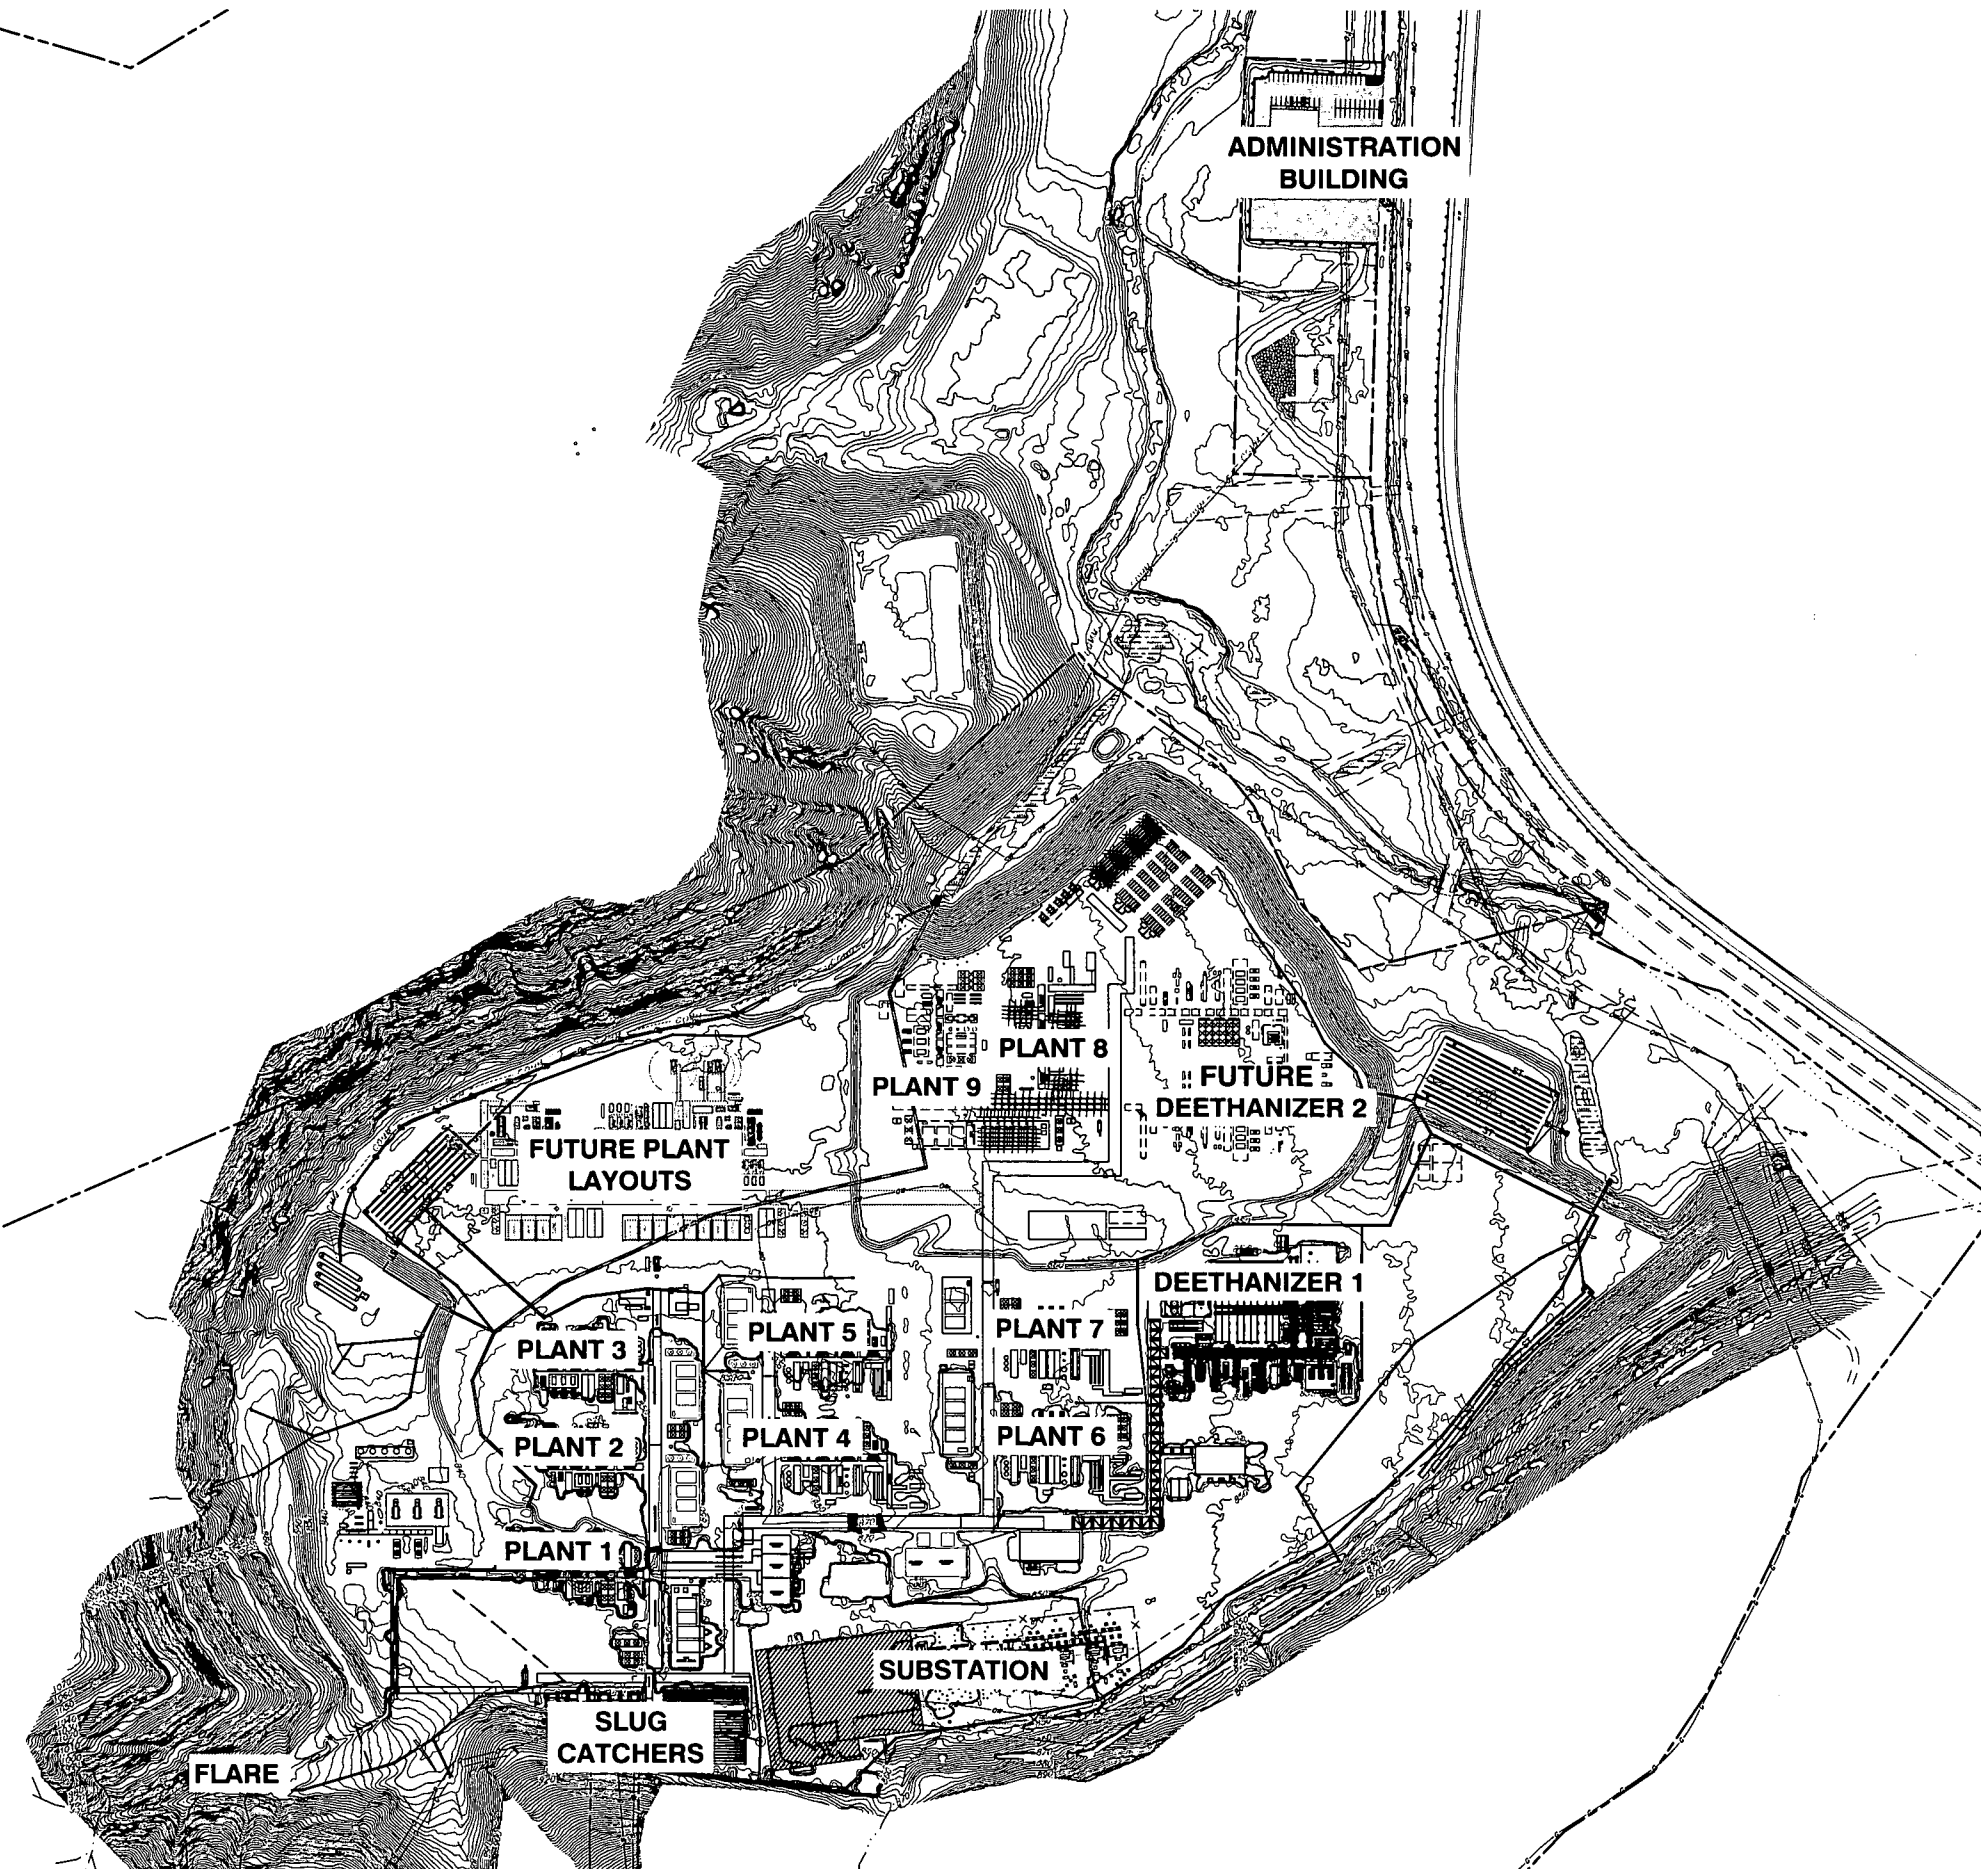 ADMINISTRATION
BUILDING
PLANT 8
FUTURE
DEETHANIZER 2
PLANT 9
FUTURE PLANT
LAYOUTS
DEETHANIZER 1
PLANT 3
PLANT 5
PLANT 7
PLANT 2
PLANT 4
PLANT 6
PLANT 1
SUBSTATION
SLUG
CATCHERS
FLARE